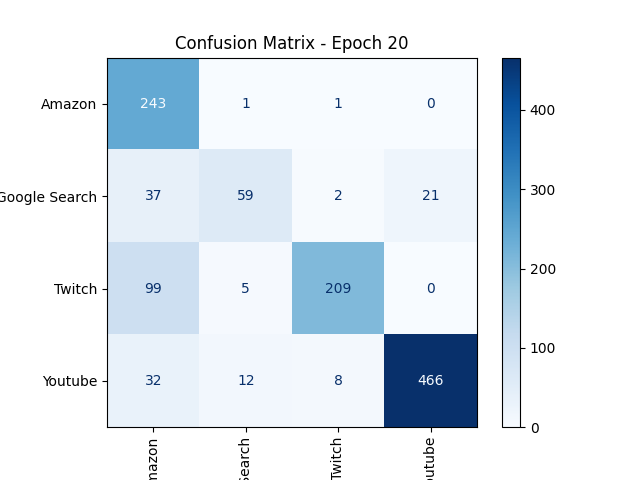 Confusion Matrix - Epoch 20
Amazon 243 1 1 0
Google Search 37 59 2 21
Twitch 99 5 209 0
Youtube 32 12 8 466
mazon
Search
Twitch
outube
400
300
200
100
0